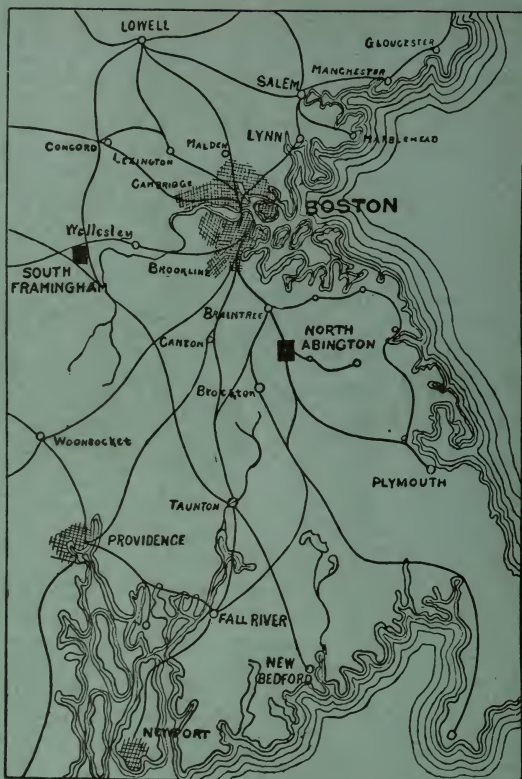 LOWELL
GLOUCESTER
MANCHESTER
SALEM
LYNN
MARBLEHEAD
CONCORD
LEXINGTON
MALDEN
CAMBRIDGE
BOSTON
Wellesley
SOUTH
FRAMINGHAM
BROOKLINE
BRAINTREE
NORTH
ABINGTON
CANTON
BROCKTON
WOONSOCKET
PLYMOUTH
TAUNTON
PROVIDENCE
FALL RIVER
NEW
BEDFORD
NEWPORT